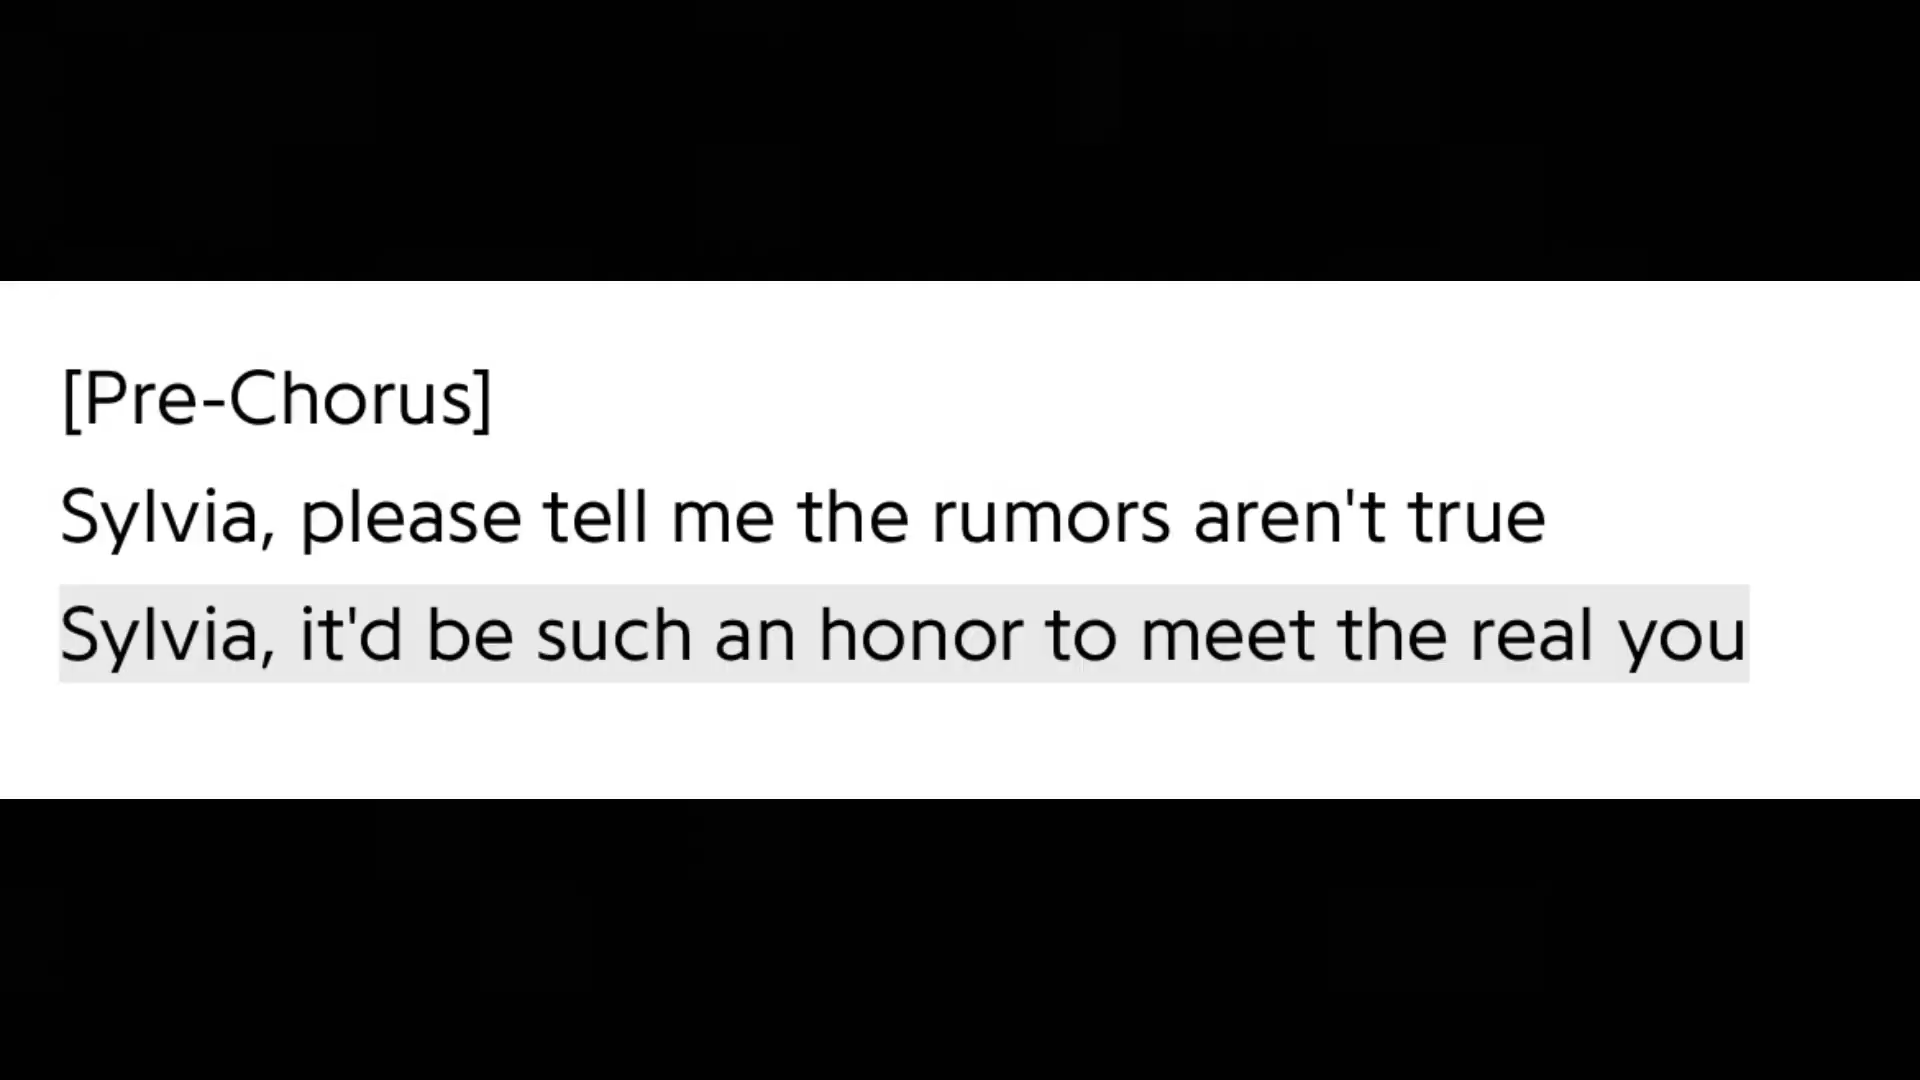 [Pre-Chorus]
Sylvia, please tell me the rumors aren't true
Sylvia, it'd be such an honor to meet the real you